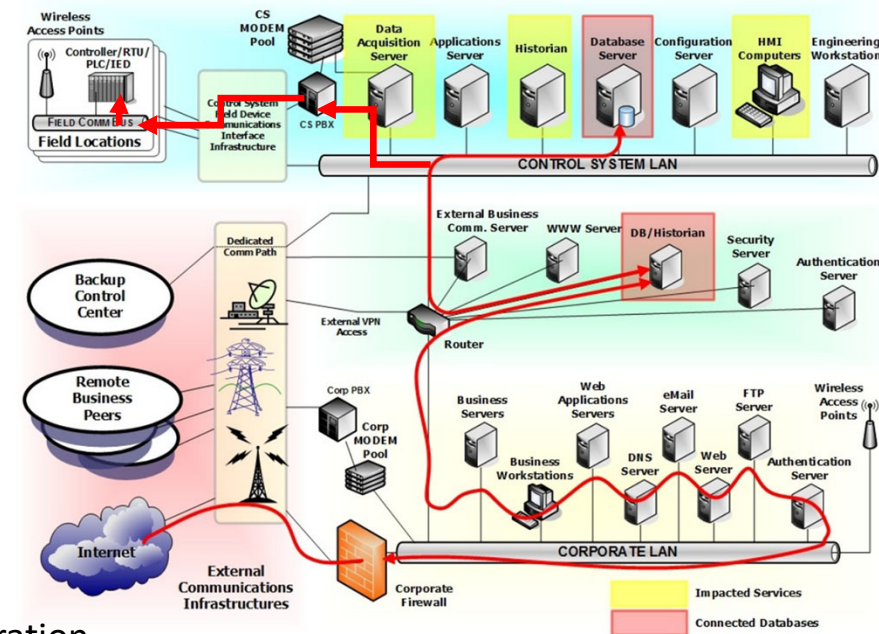 Wireless
Access Points
Controller/RTU/
PLC/IED
FIELD COMM BUS
Field Locations
CS
MODEM
Pool
CS PBX
Control System
Field Device
Communications
Interface
Infrastructure
Data
Acquisition
Server
Applications
Server
Historian
Database
Server
Configuration
Server
HMI
Computers
Engineering
Workstation
CONTROL SYSTEM LAN
Dedicated
Comm Path
External Business
Comm. Server
WWW Server
DB/Historian
Security
Server
Authentication
Server
Backup
Control
Center
External VPN
Access
Router
Remote
Business
Peers
Corp PBX
Corp
MODEM
Pool
Business
Servers
Business
Workstations
Web
Applications
Servers
DNS
Server
eMail
Server
Web
Server
FTP
Server
Authentication
Server
Wireless
Access
Points
Internet
External
Communications
Infrastructures
Corporate
Firewall
CORPORATE LAN
Impacted Services
Connected Databases